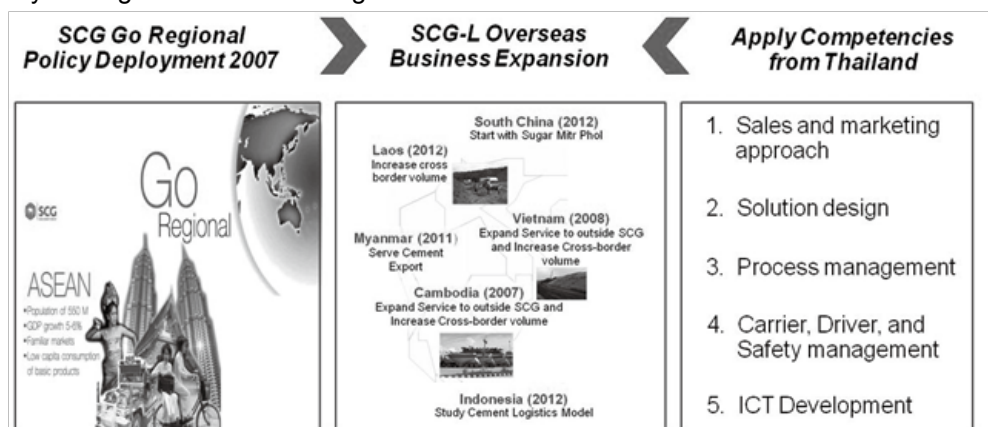 SCG Go Regional
Policy Deployment 2007
SCG-L Overseas
Business Expansion
Apply Competencies
from Thailand
Go
Regional
SCG
ASEAN
•Population of 550 M
•GDP growth 5-6%
•Familiar markets
•Low capita consumption
of basic products
South China (2012)
Start with Sugar Mitr Phol
Laos (2012)
Increase cross
border volume
Vietnam (2008)
Expand Service to outside SCG
and Increase Cross-border
volume
Myanmar (2011)
Serve Cement
Export
Cambodia (2007)
Expand Service to outside SCG and
Increase Cross-border volume
Indonesia (2012)
Study Cement Logistics Model
1. Sales and marketing
approach
2. Solution design
3. Process management
4. Carrier, Driver, and
Safety management
5. ICT Development